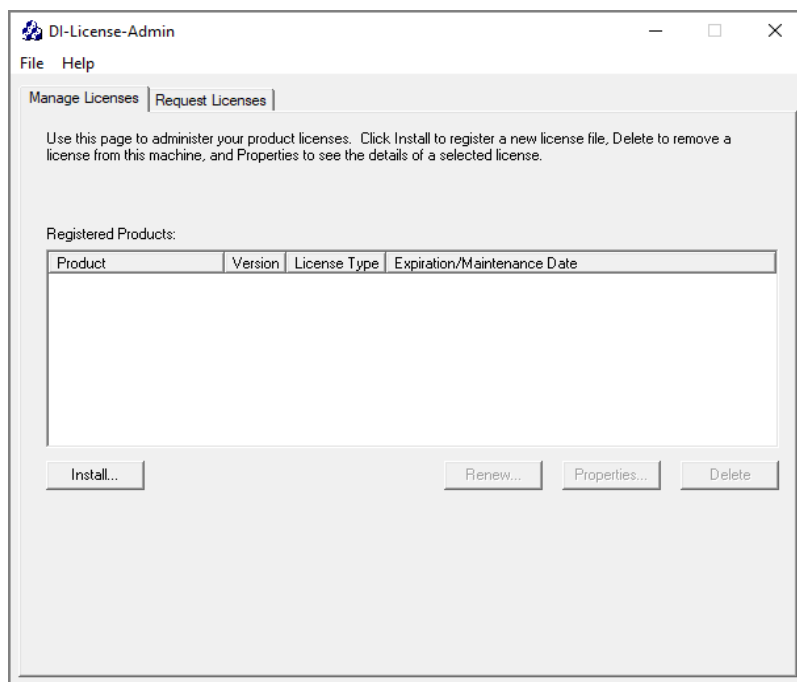 DI-License-Admin
File Help
Manage Licenses Request Licenses
Use this page to administer your product licenses. Click Install to register a new license file, Delete to remove a
license from this machine, and Properties to see the details of a selected license.
Registered Products:
Product Version License Type Expiration/Maintenance Date
Install... Renew... Properties... Delete